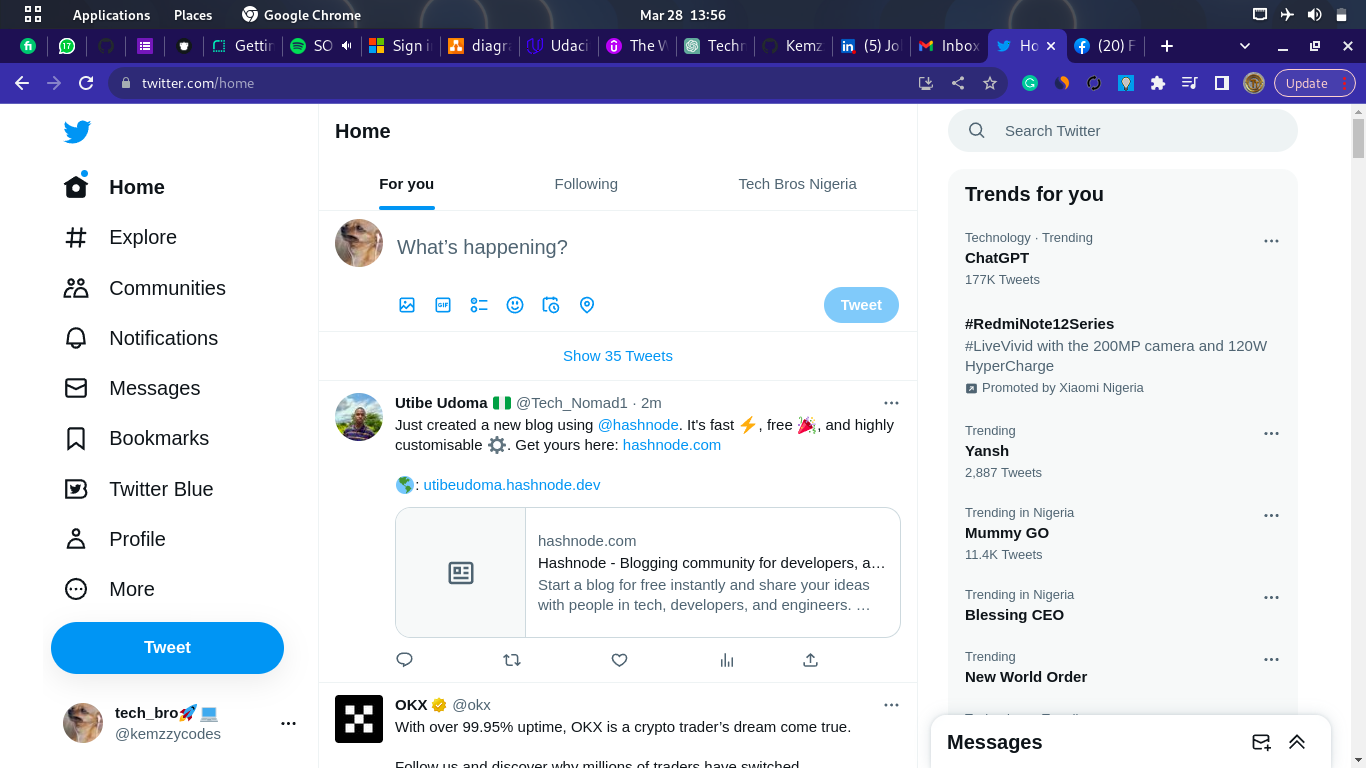 Applications Places Google Chrome Mar 28 13:56
17 Gettin SO Sign i diagra Udaci The W Techn Kemz (5) Jo Inbox Ho (20) F
twitter.com/home Update
Home
Home
Explore
Communities
Notifications
Messages
Bookmarks
Twitter Blue
Profile
More
Tweet
tech_bro🚀💻
@kemzzycodes
For you Following Tech Bros Nigeria
What's happening?
GIF
Tweet
Show 35 Tweets
Utibe Udoma 🇳🇬 @Tech_Nomad1 · 2m
Just created a new blog using @hashnode. It's fast ⚡, free 🎉, and highly
customisable ⚙️. Get yours here: hashnode.com
🌎: utibeudoma.hashnode.dev
hashnode.com
Hashnode - Blogging community for developers, a…
Start a blog for free instantly and share your ideas
with people in tech, developers, and engineers. …
OKX @okx
With over 99.95% uptime, OKX is a crypto trader's dream come true.
Follow us and discover why millions of traders have switched
Search Twitter
Trends for you
Technology · Trending
ChatGPT
177K Tweets
#RedmiNote12Series
#LiveVivid with the 200MP camera and 120W
HyperCharge
Promoted by Xiaomi Nigeria
Trending
Yansh
2,887 Tweets
Trending in Nigeria
Mummy GO
11.4K Tweets
Trending in Nigeria
Blessing CEO
Trending
New World Order
Messages